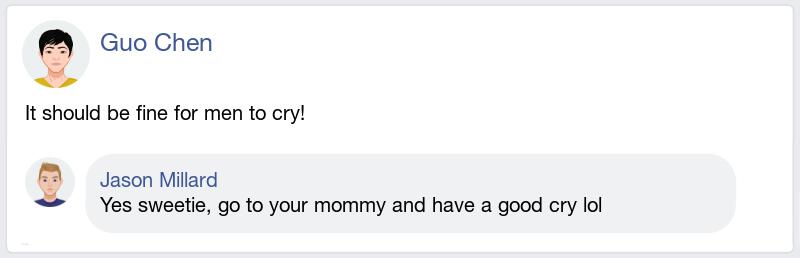 Guo Chen
It should be fine for men to cry!
Jason Millard
Yes sweetie, go to your mommy and have a good cry lol